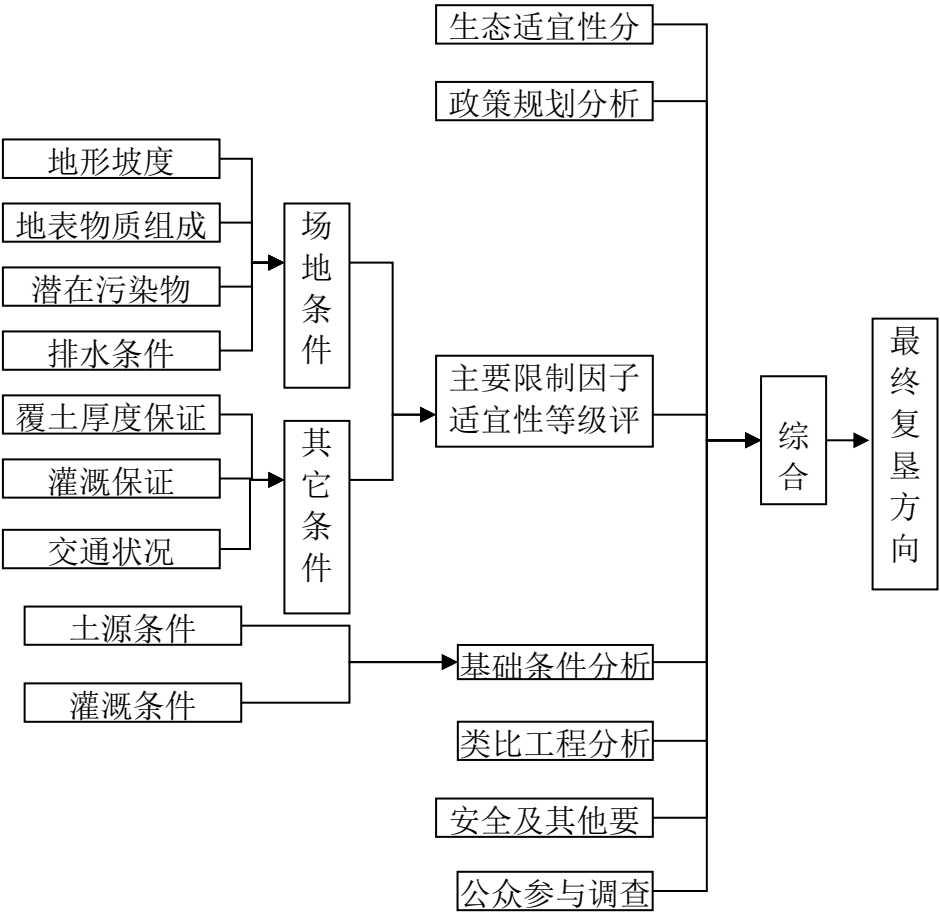 生态适宜性分
政策规划分析
地形坡度
地表物质组成
潜在污染物
排水条件
场
地
条
件
覆土厚度保证
灌溉保证
交通状况
其
它
条
件
主要限制因子
适宜性等级评
土源条件
灌溉条件
基础条件分析
类比工程分析
安全及其他要
公众参与调查
综
合
最
终
复
垦
方
向